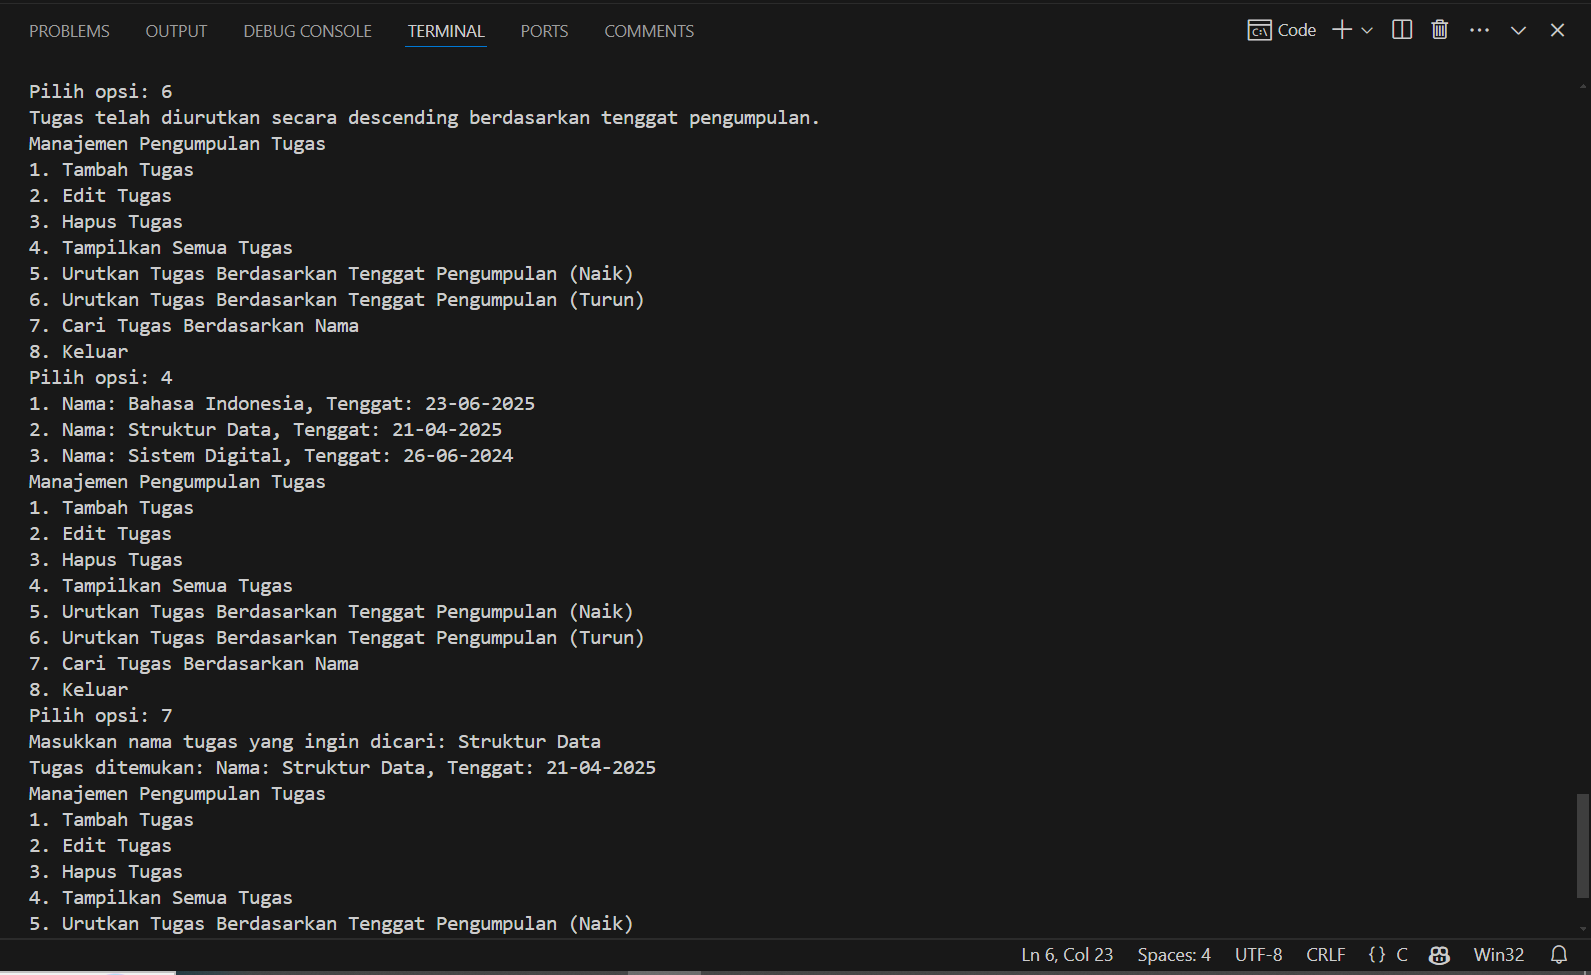 PROBLEMS OUTPUT DEBUG CONSOLE TERMINAL PORTS COMMENTS Code
Pilih opsi: 6
Tugas telah diurutkan secara descending berdasarkan tenggat pengumpulan.
Manajemen Pengumpulan Tugas
1. Tambah Tugas
2. Edit Tugas
3. Hapus Tugas
4. Tampilkan Semua Tugas
5. Urutkan Tugas Berdasarkan Tenggat Pengumpulan (Naik)
6. Urutkan Tugas Berdasarkan Tenggat Pengumpulan (Turun)
7. Cari Tugas Berdasarkan Nama
8. Keluar
Pilih opsi: 4
1. Nama: Bahasa Indonesia, Tenggat: 23-06-2025
2. Nama: Struktur Data, Tenggat: 21-04-2025
3. Nama: Sistem Digital, Tenggat: 26-06-2024
Manajemen Pengumpulan Tugas
1. Tambah Tugas
2. Edit Tugas
3. Hapus Tugas
4. Tampilkan Semua Tugas
5. Urutkan Tugas Berdasarkan Tenggat Pengumpulan (Naik)
6. Urutkan Tugas Berdasarkan Tenggat Pengumpulan (Turun)
7. Cari Tugas Berdasarkan Nama
8. Keluar
Pilih opsi: 7
Masukkan nama tugas yang ingin dicari: Struktur Data
Tugas ditemukan: Nama: Struktur Data, Tenggat: 21-04-2025
Manajemen Pengumpulan Tugas
1. Tambah Tugas
2. Edit Tugas
3. Hapus Tugas
4. Tampilkan Semua Tugas
5. Urutkan Tugas Berdasarkan Tenggat Pengumpulan (Naik)
Ln 6, Col 23 Spaces: 4 UTF-8 CRLF {} C Win32